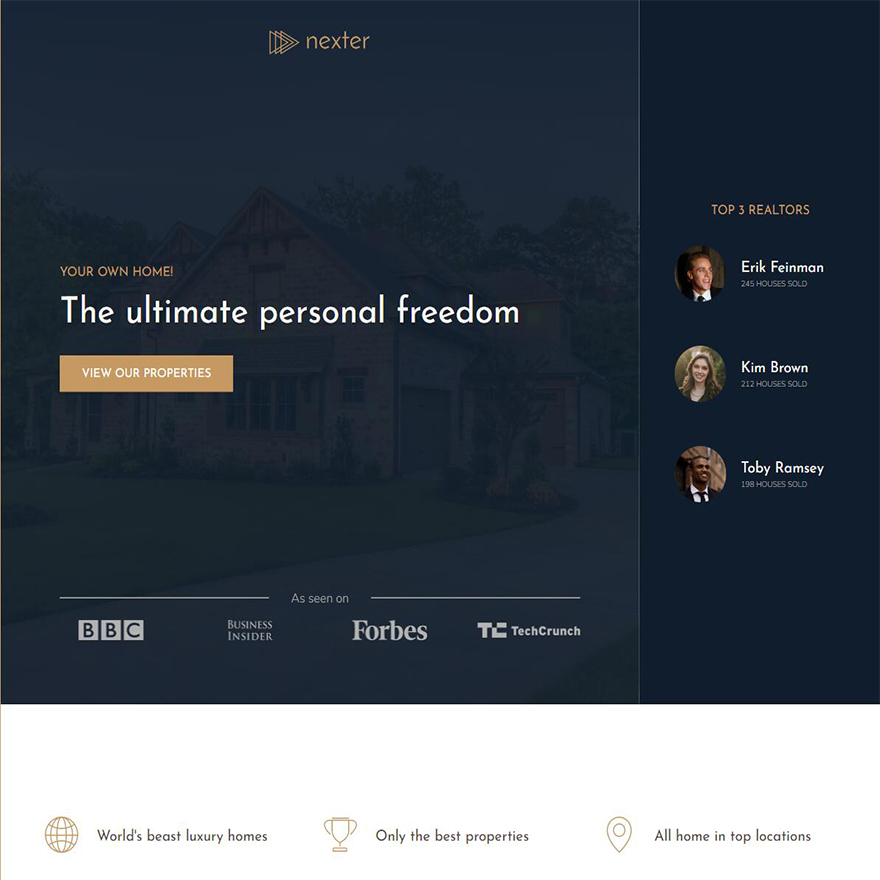 nexter
YOUR OWN HOME!
The ultimate personal freedom
VIEW OUR PROPERTIES
As seen on
BBC
BUSINESS
INSIDER
Forbes
TC TechCrunch
TOP 3 REALTORS
Erik Feinman
245 HOUSES SOLD
Kim Brown
212 HOUSES SOLD
Toby Ramsey
198 HOUSES SOLD
World's beast luxury homes
Only the best properties
All home in top locations